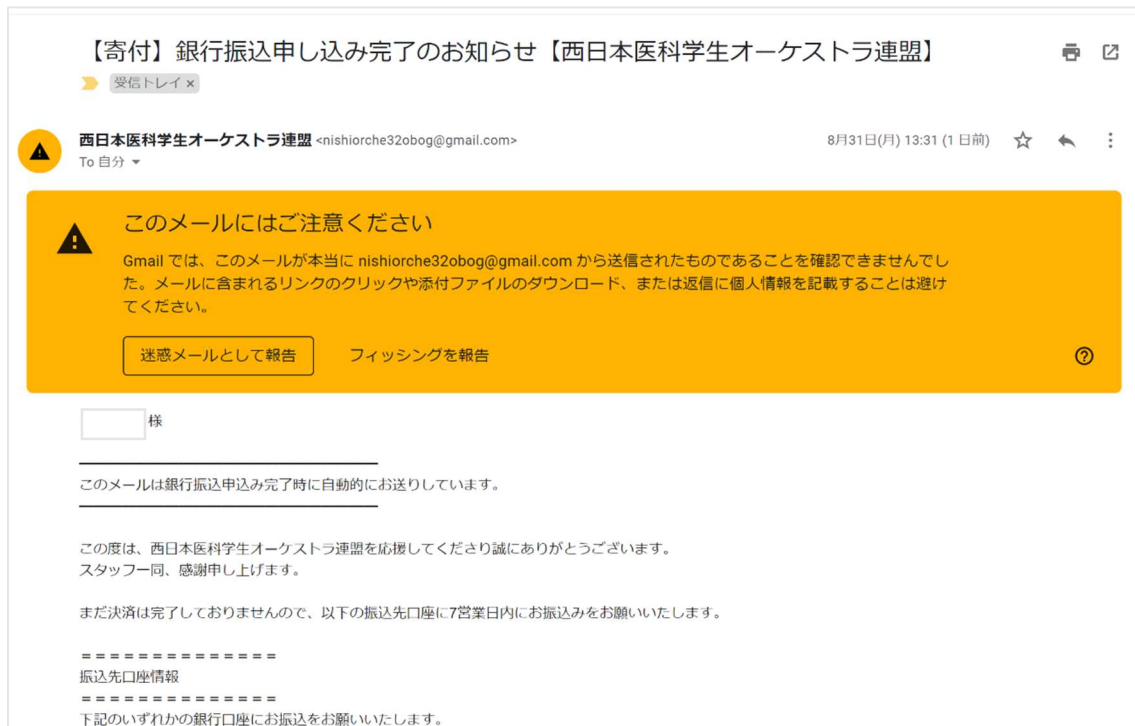 【寄付】銀行振込申し込み完了のお知らせ【西日本医科学生オーケストラ連盟】
受信トレイ ×
西日本医科学生オーケストラ連盟 <nishiorche32obog@gmail.com>
8月31日(月) 13:31 (1 日前)
To 自分
このメールにはご注意ください
Gmail では、このメールが本当に nishiorche32obog@gmail.com から送信されたものであることを確認できませんでし
た。メールに含まれるリンクのクリックや添付ファイルのダウンロード、または返信に個人情報を記載することは避け
てください。
迷惑メールとして報告 フィッシングを報告
様
このメールは銀行振込申込み完了時に自動的にお送りしています。
この度は、西日本医科学生オーケストラ連盟を応援してくださり誠にありがとうございます。
スタッフ一同、感謝申し上げます。
まだ決済は完了しておりませんので、以下の振込先口座に7営業日内にお振込みをお願いいたします。
＝＝＝＝＝＝＝＝＝＝＝＝＝＝
振込先口座情報
＝＝＝＝＝＝＝＝＝＝＝＝＝＝
下記のいずれかの銀行口座にお振込をお願いいたします。